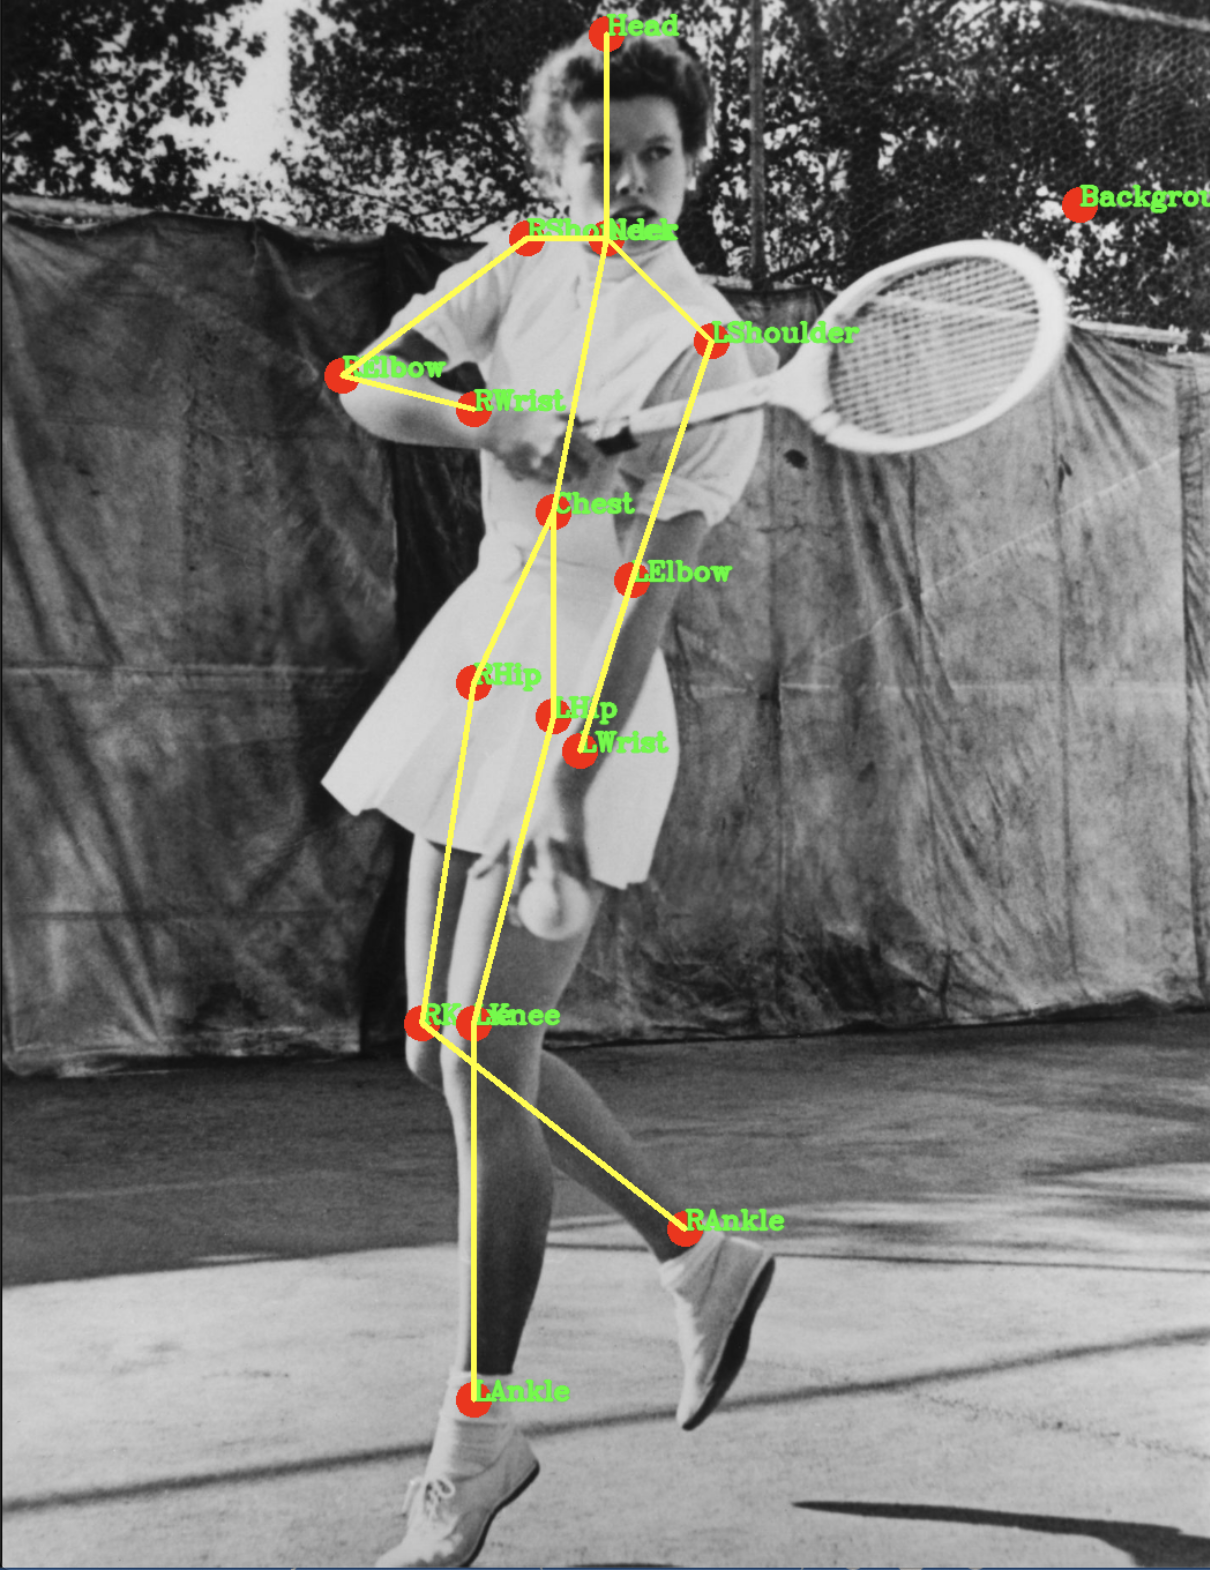 Head
Backgrou
RShoulder
Neck
LShoulder
RElbow
RWrist
Chest
LElbow
RHip
LHip
LWrist
RKnee
LKnee
RAnkle
LAnkle